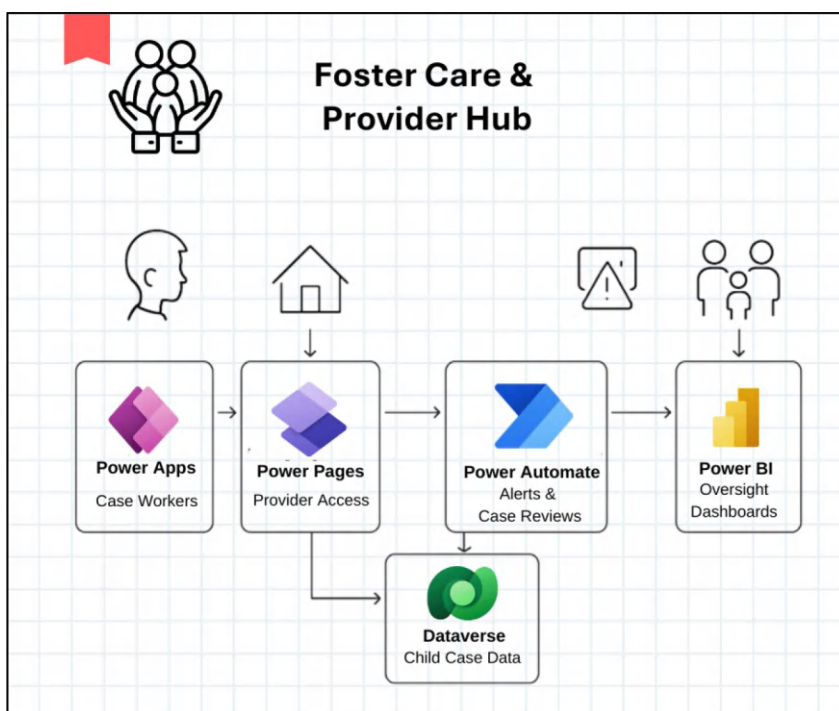 Foster Care &
Provider Hub
Power Apps
Case Workers
Power Pages
Provider Access
Power Automate
Alerts &
Case Reviews
Power BI
Oversight
Dashboards
Dataverse
Child Case Data